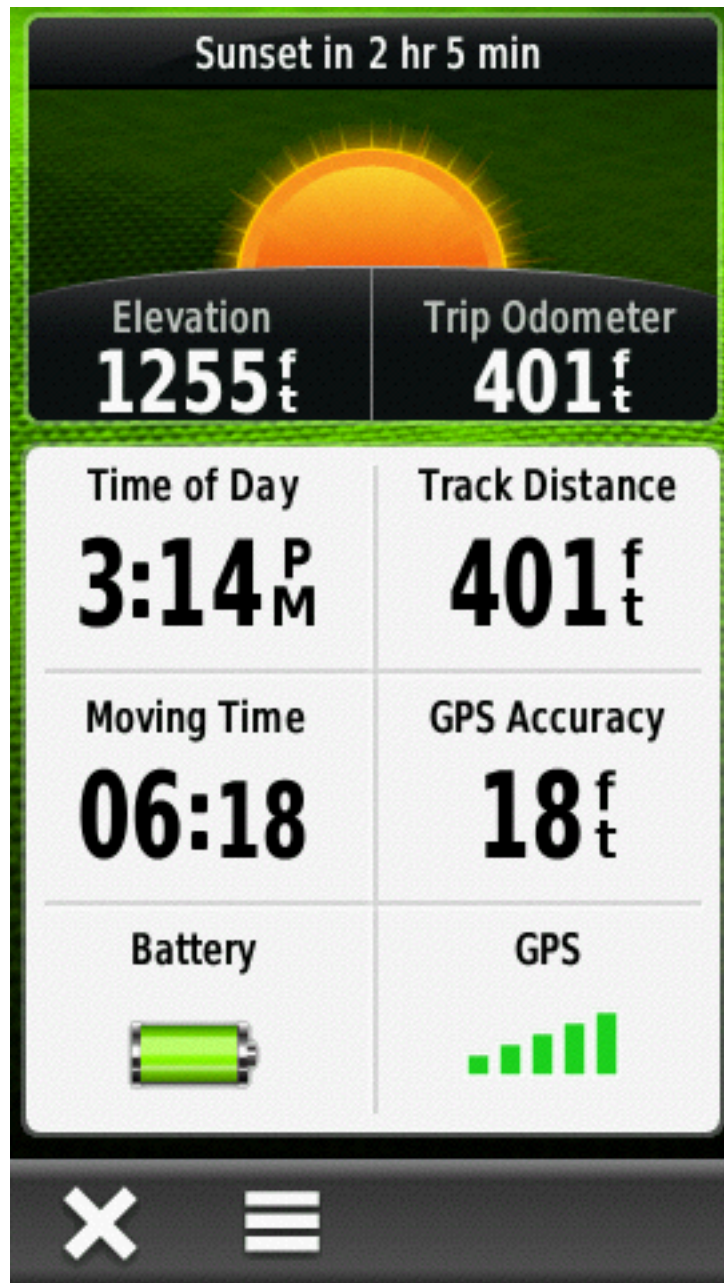 Sunset in 2 hr 5 min
Elevation Trip Odometer
1255 ft 401 ft
Time of Day Track Distance
3:14 PM 401 ft
Moving Time GPS Accuracy
06:18 18 ft
Battery GPS